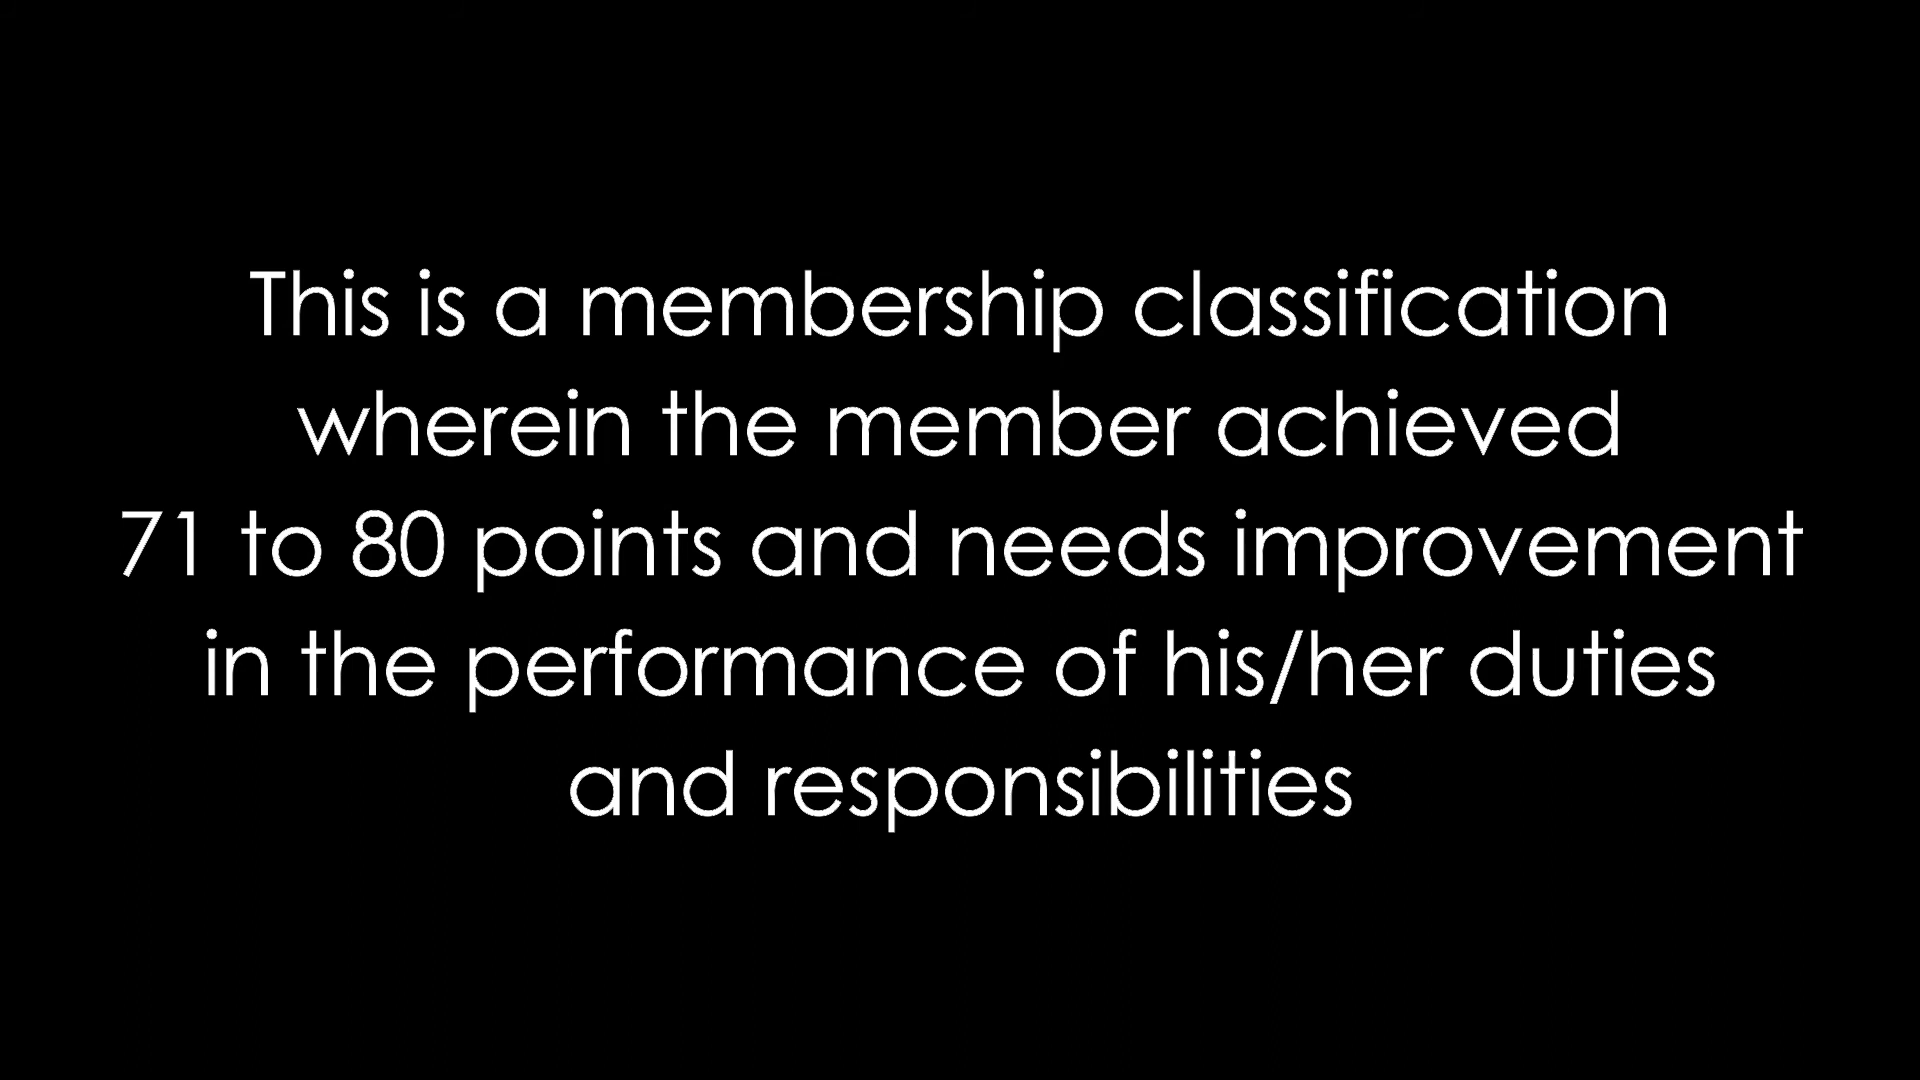 This is a membership classification
wherein the member achieved
71 to 80 points and needs improvement
in the performance of his/her duties
and responsibilities